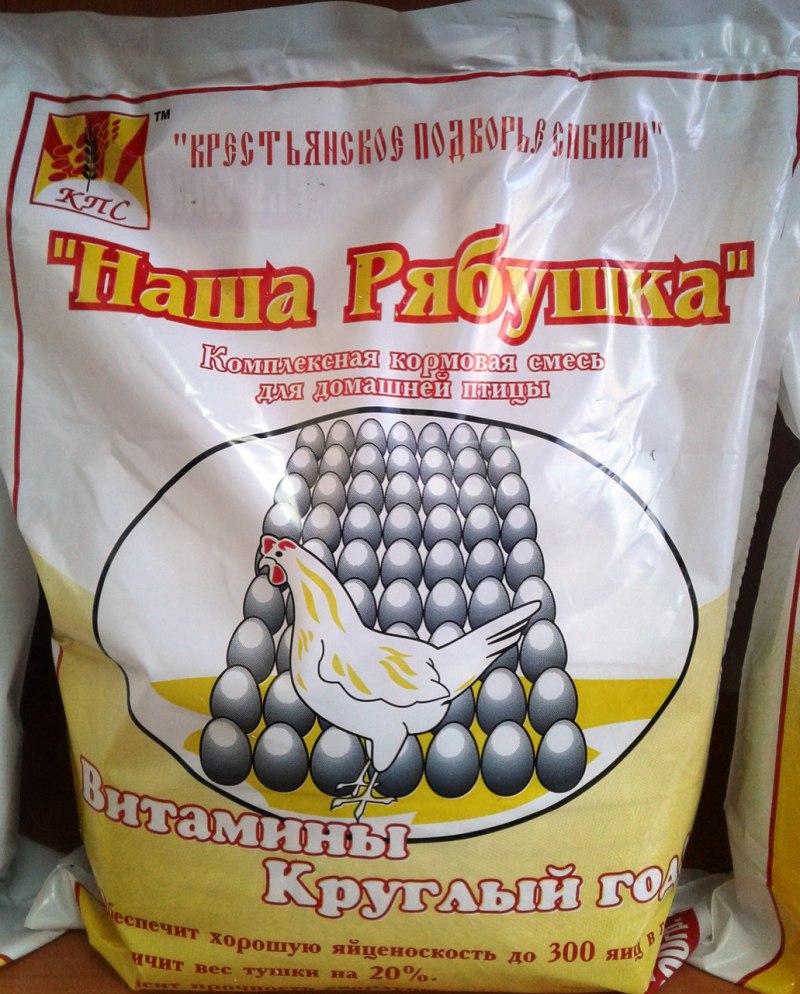 КПС
TM
"КРЕСТЬЯНСКОЕ ПОДВОРЬЕ СИБИРИ"
"Наша Рябушка"
Комплексная кормовая смесь
для домашней птицы
Витамины
Круглый год
беспечит хорошую яйценоскость до 300 яиц в г
ичит вес тушки на 20%.